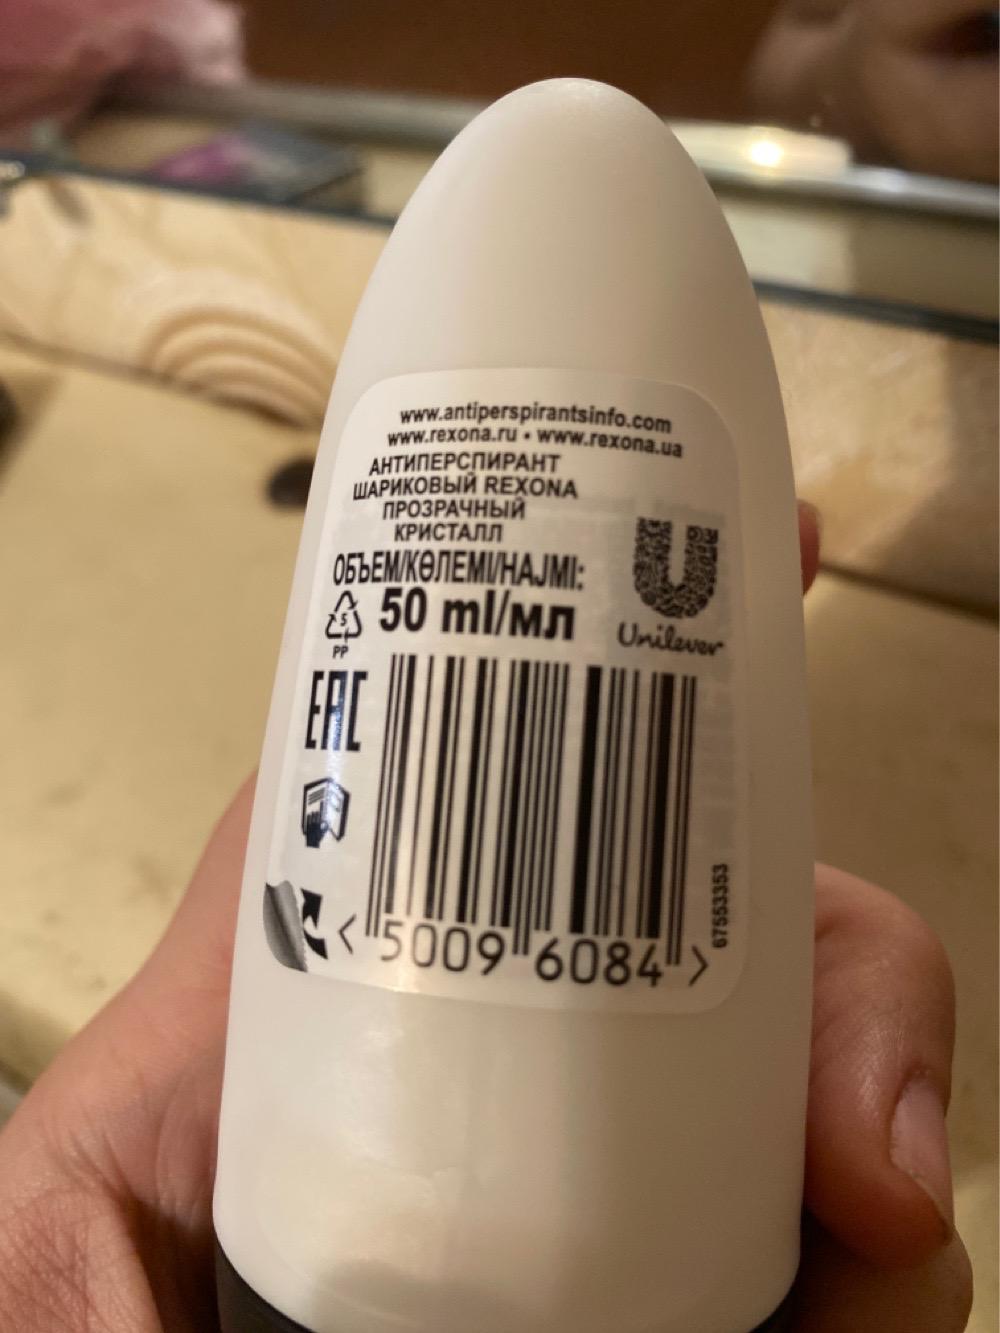 www.antiperspirantsinfo.com
www.rexona.ru • www.rexona.ua
АНТИПЕРСПИРАНТ
ШАРИКОВЫЙ REXONA
ПРОЗРАЧНЫЙ
КРИСТАЛЛ
ОБЪЕМ/КӨЛЕМІ/HAJMI:
50 ml/мл
5
PP
U
Unilever
EAC
< 5009 6084 >
67553353